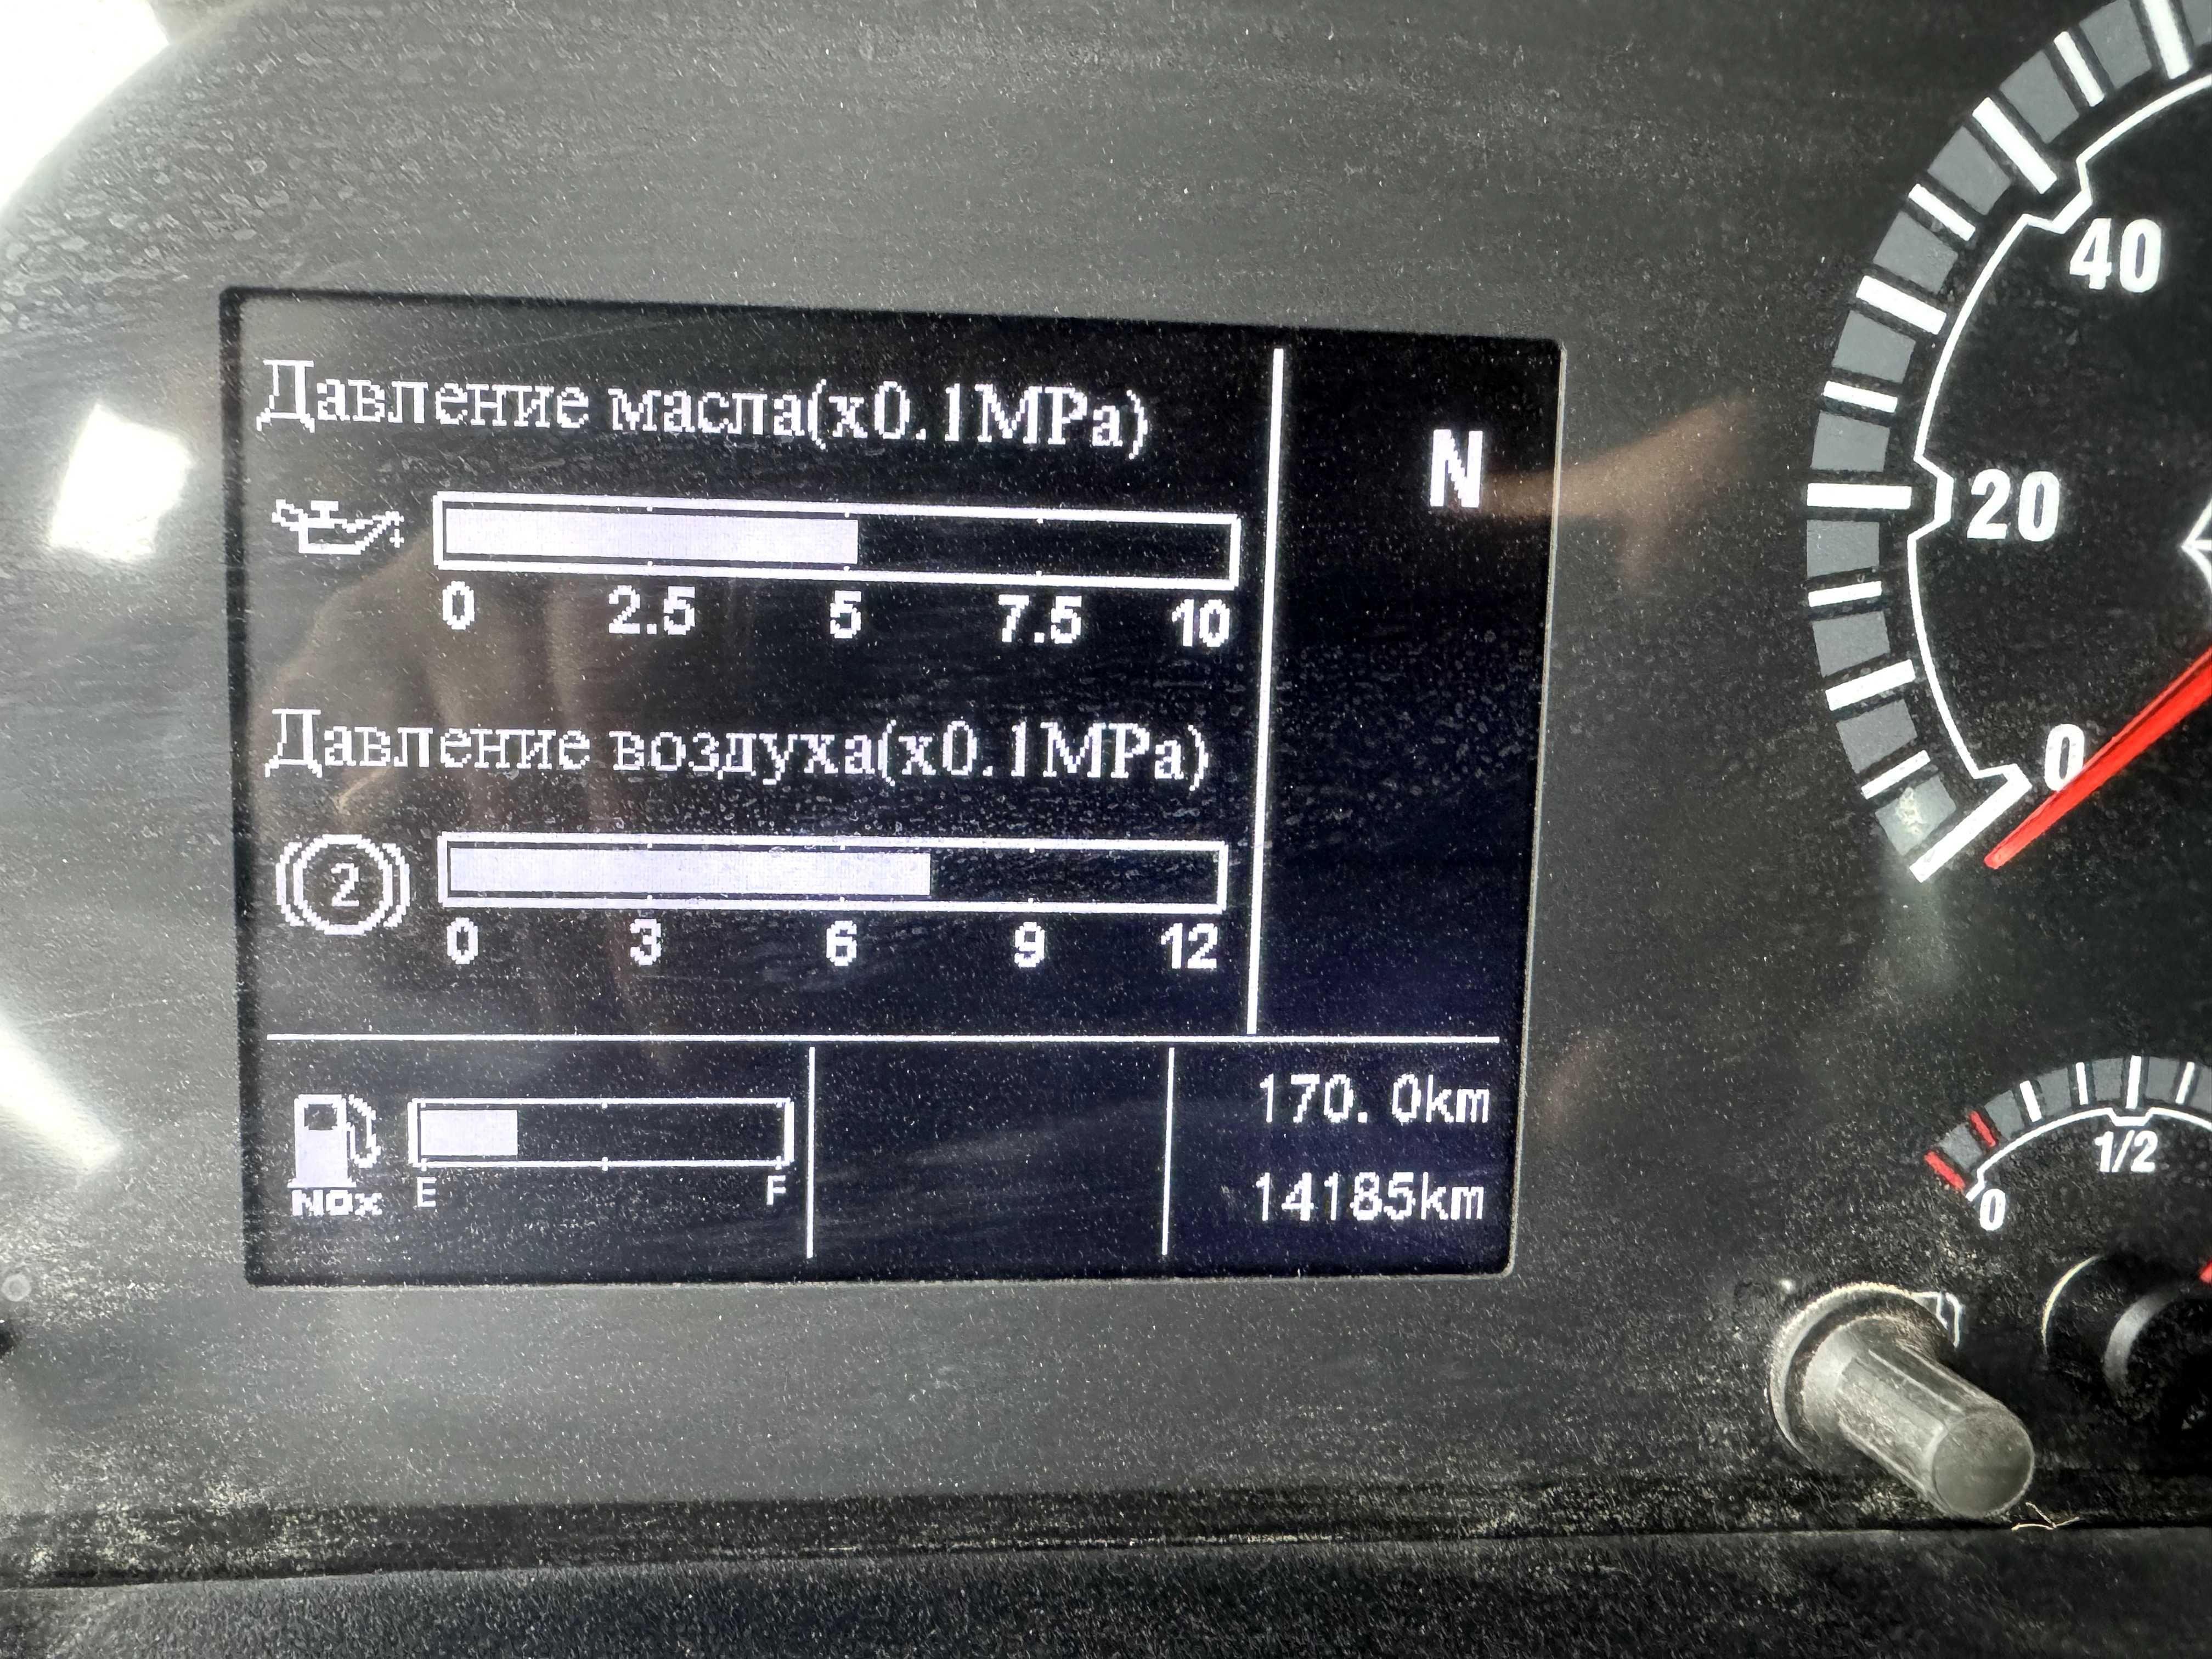 Давление масла(x0.1MPa)
N
0 2.5 5 7.5 10
Давление воздуха(x0.1MPa)
2
0 3 6 9 12
NOx E F
170.0km
14185km
40
20
0
1/2
0